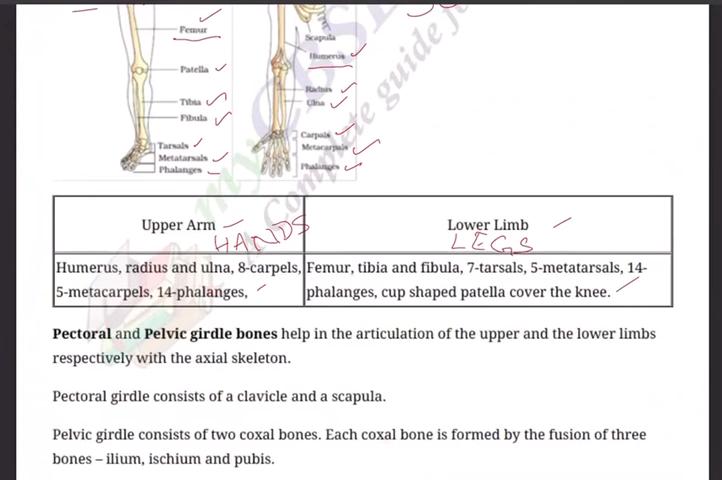 Femur
Scapula
Humerus
Patella
Radius
Ulna
Tibia
Fibula
Carpals
Metacarpals
Phalanges
Tarsals
Metatarsals
Phalanges
Upper Arm
HANDS
Lower Limb
LEGS
Humerus, radius and ulna, 8-carpels,
5-metacarpels, 14-phalanges,
Femur, tibia and fibula, 7-tarsals, 5-metatarsals, 14-
phalanges, cup shaped patella cover the knee.
Pectoral and Pelvic girdle bones help in the articulation of the upper and the lower limbs
respectively with the axial skeleton.
Pectoral girdle consists of a clavicle and a scapula.
Pelvic girdle consists of two coxal bones. Each coxal bone is formed by the fusion of three
bones – ilium, ischium and pubis.
myCBSE
A Complete guide f